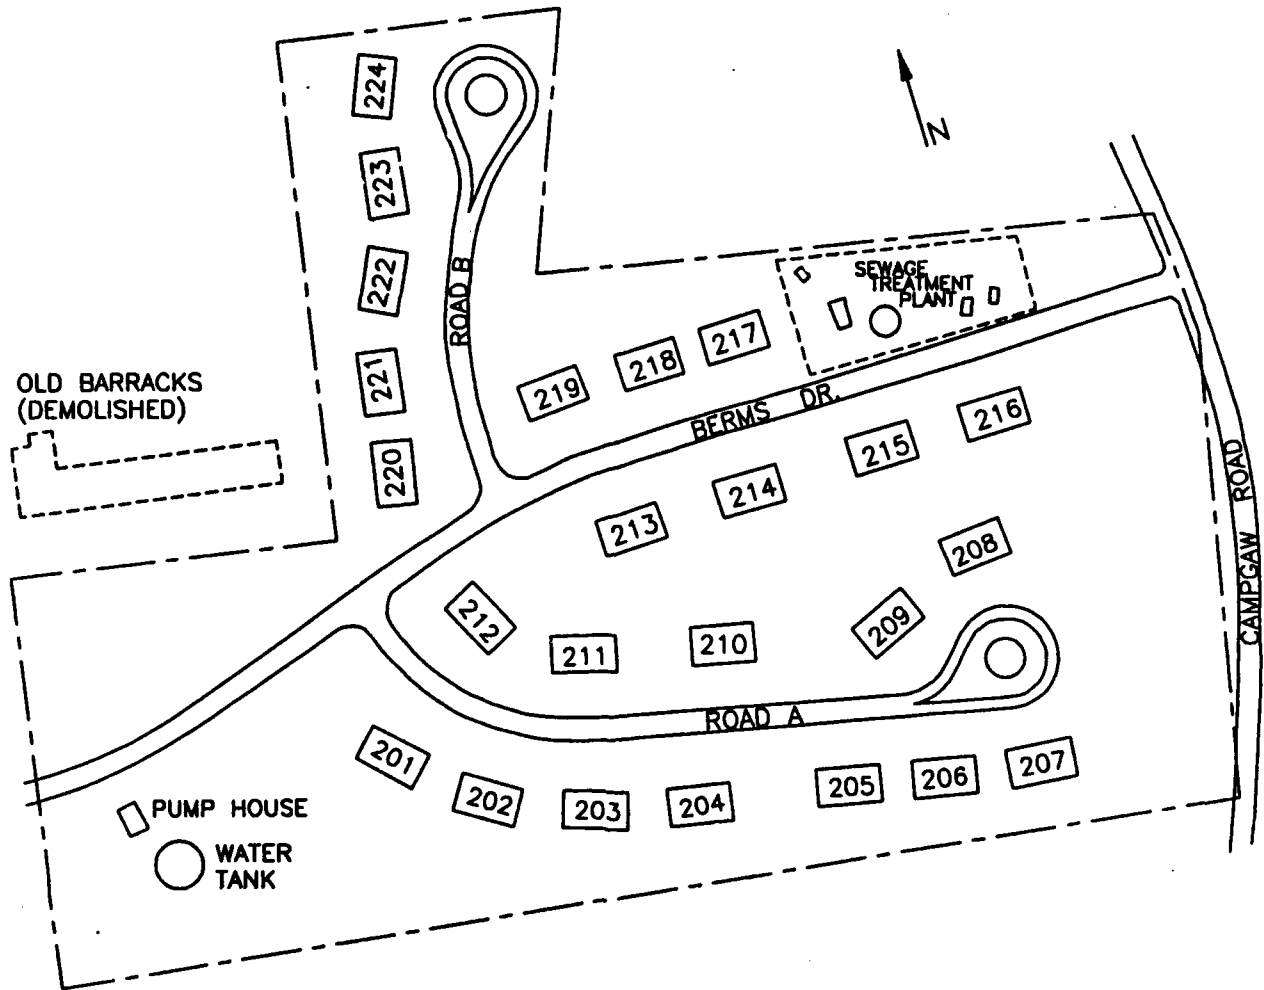 224
223
222
221
220
ROAD B
N
SEWAGE
TREATMENT
PLANT
217
218
219
BERMS DR.
216
215
214
213
OLD BARRACKS
(DEMOLISHED)
CAMPGAW ROAD
208
209
210
211
212
ROAD A
201
202
203
204
205
206
207
PUMP HOUSE
WATER
TANK